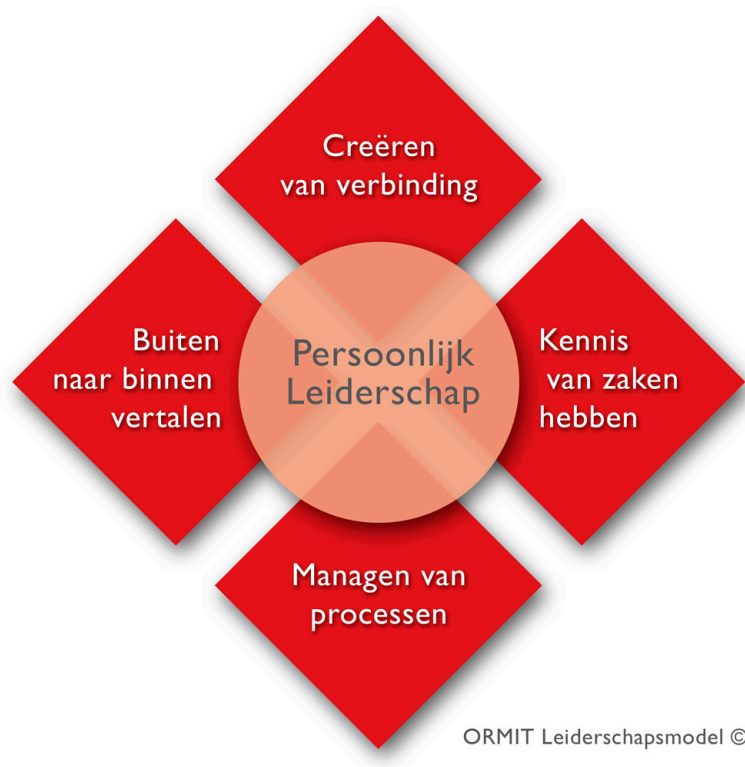 Creëren
van verbinding
Buiten
naar binnen
vertalen
Persoonlijk
Leiderschap
Kennis
van zaken
hebben
Managen van
processen
ORMIT Leiderschapsmodel ©